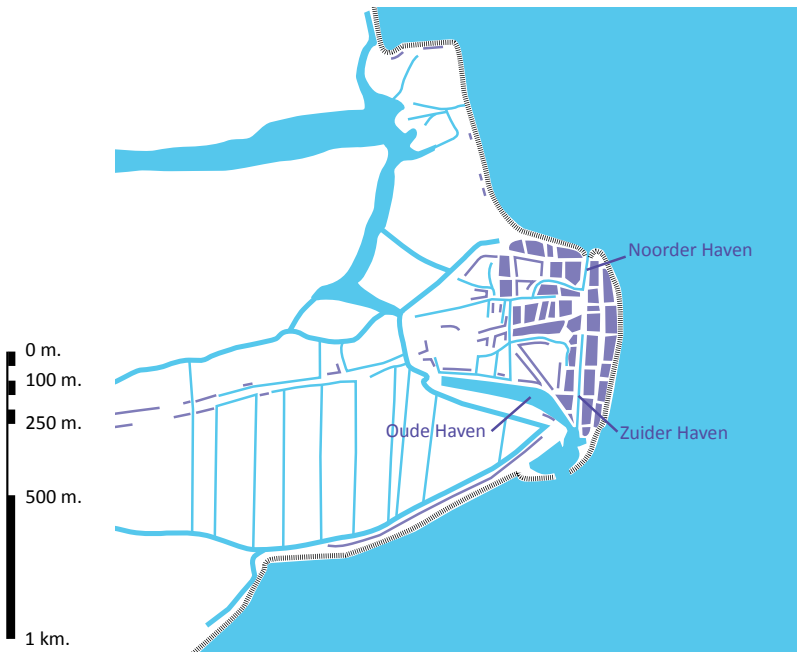 Noorder Haven
0 m.
100 m.
250 m.
Oude Haven
Zuider Haven
500 m.
1 km.